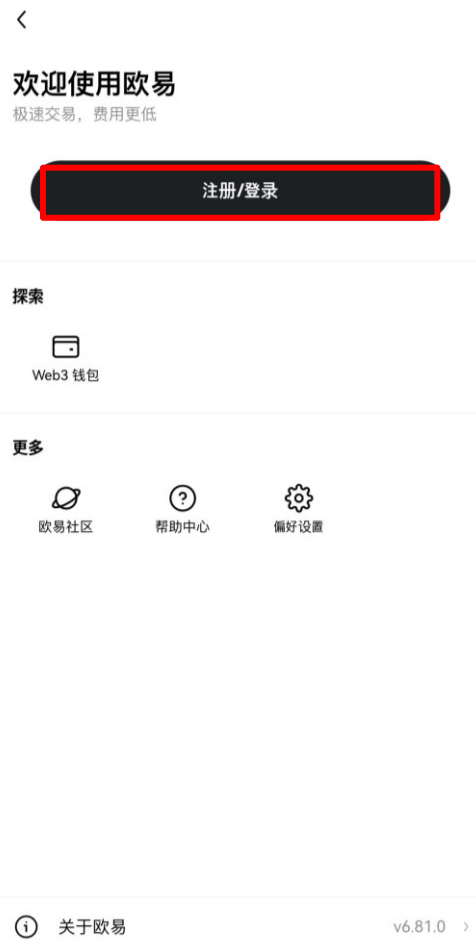 欢迎使用欧易
极速交易，费用更低
注册/登录
探索
Web3 钱包
更多
欧易社区 帮助中心 偏好设置
关于欧易 v6.81.0